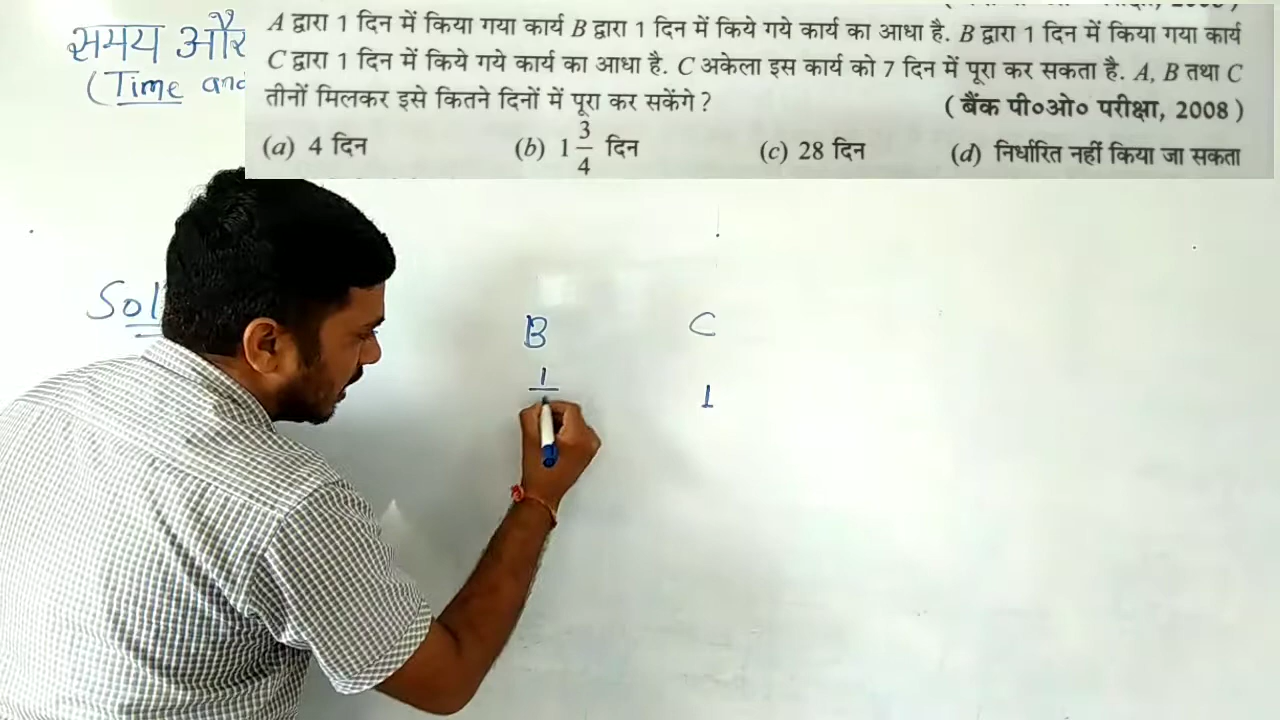 समय और
(Time and
A द्वारा 1 दिन में किया गया कार्य B द्वारा 1 दिन में किये गये कार्य का आधा है. B द्वारा 1 दिन में किया गया कार्य
C द्वारा 1 दिन में किये गये कार्य का आधा है. C अकेला इस कार्य को 7 दिन में पूरा कर सकता है. A, B तथा C
तीनों मिलकर इसे कितने दिनों में पूरा कर सकेंगे ? ( बैंक पी०ओ० परीक्षा, 2008 )
(a) 4 दिन (b) 1 3/4 दिन (c) 28 दिन (d) निर्धारित नहीं किया जा सकता
Sol
B C
1 1